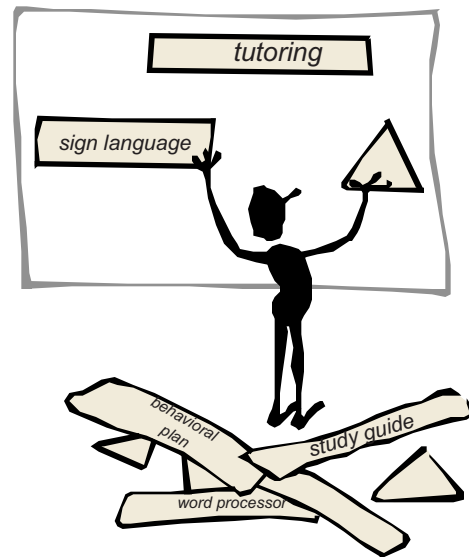 tutoring
sign language
behavioral
plan
study guide
word processor